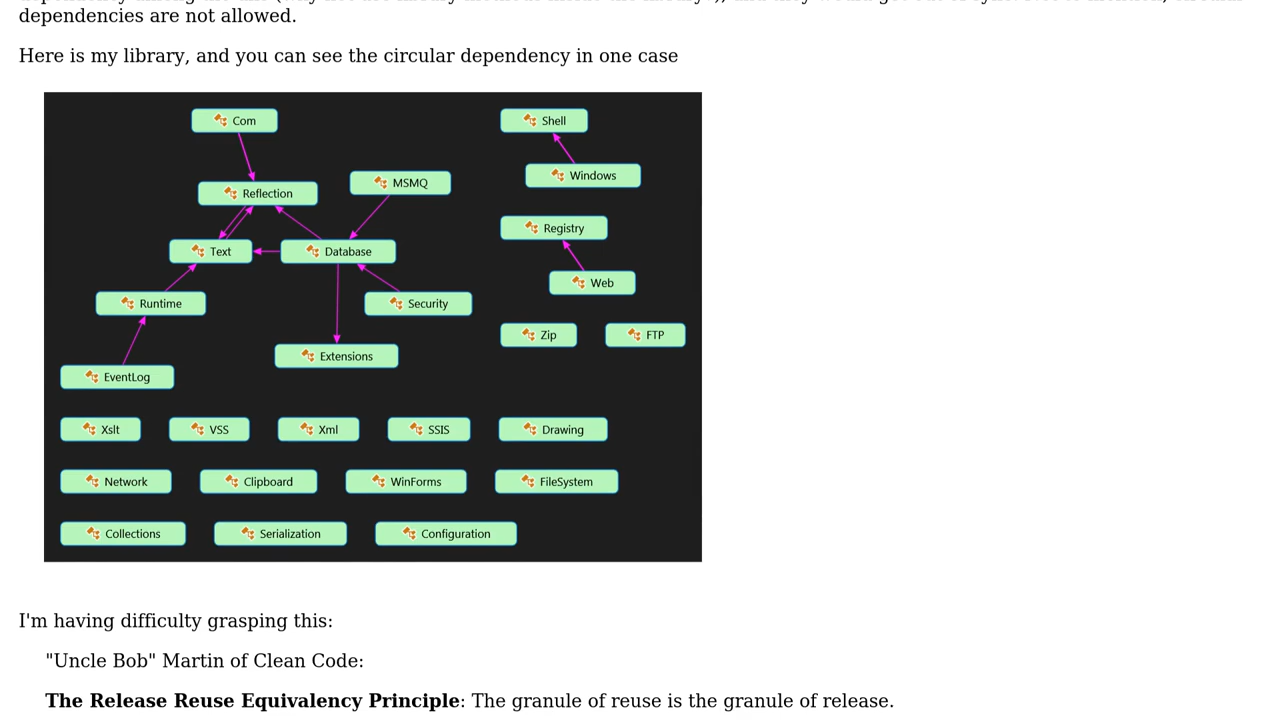 dependencies are not allowed.
Here is my library, and you can see the circular dependency in one case
Com
Shell
Windows
MSMQ
Reflection
Registry
Text
Database
Web
Runtime
Security
Zip
FTP
Extensions
EventLog
Xslt
VSS
Xml
SSIS
Drawing
Network
Clipboard
WinForms
FileSystem
Collections
Serialization
Configuration
I'm having difficulty grasping this:
"Uncle Bob" Martin of Clean Code:
The Release Reuse Equivalency Principle: The granule of reuse is the granule of release.